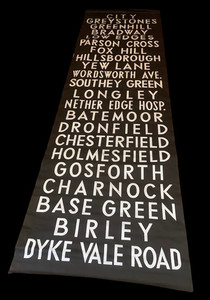 CITY
GREYSTONES
GREENHILL
BRADWAY
LOW EDGES
PARSON CROSS
FOX HILL
HILLSBOROUGH
YEW LANE
WORDSWORTH AVE.
SOUTHEY GREEN
LONGLEY
NETHER EDGE HOSP.
BATEMOOR
DRONFIELD
CHESTERFIELD
HOLMESFIELD
GOSFORTH
CHARNOCK
BASE GREEN
BIRLEY
DYKE VALE ROAD